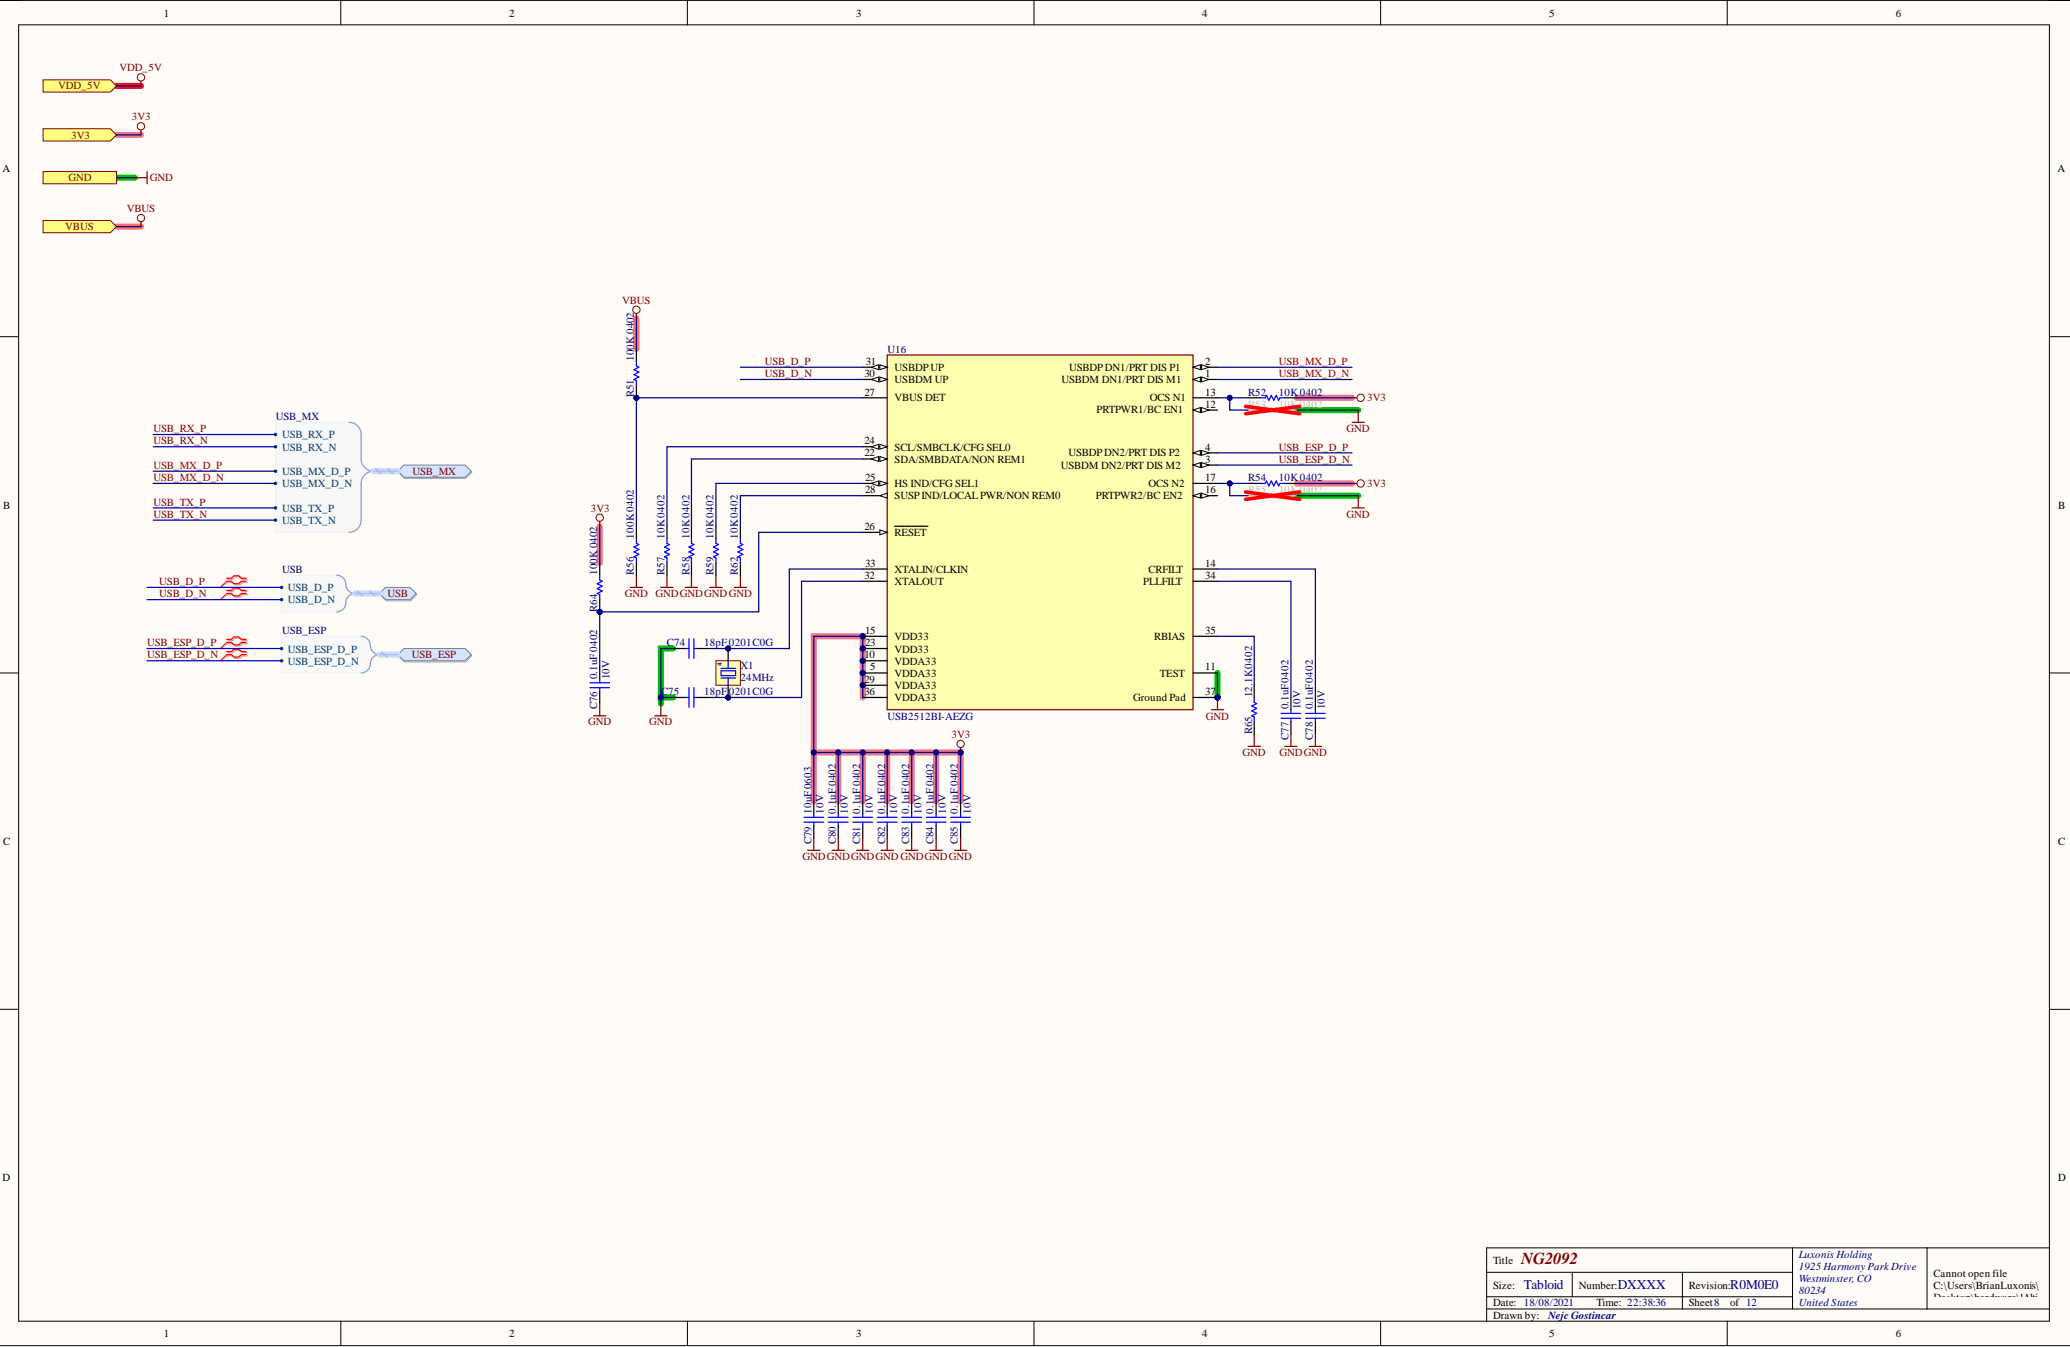 1 2 3 4 5 6
A A
B B
C C
D D
VDD_5V
VDD_5V
3V3
3V3
GND GND
VBUS
VBUS
USB_MX
USB_RX_P USB_RX_P
USB_RX_N USB_RX_N
USB_MX_D_P USB_MX_D_P
USB_MX_D_N USB_MX_D_N
USB_MX
USB_TX_P USB_TX_P
USB_TX_N USB_TX_N
USB
USB_D_P USB_D_P
USB_D_N USB_D_N
USB
USB_ESP
USB_ESP_D_P USB_ESP_D_P
USB_ESP_D_N USB_ESP_D_N
USB_ESP
VBUS
100K 0402
R51
100K 0402
R56
GND
10K 0402
R57
GND
10K 0402
R58
GND
10K 0402
R59
GND
10K 0402
R62
GND
3V3
100K 0402
R64
0.1uF 0402
10V
C76
GND
C74 18pF 0201 C0G
X1
24MHz
C75 18pF 0201 C0G
GND
U16
USB_D_P 31 USBDP UP
USB_D_N 30 USBDM UP
27 VBUS DET
24 SCL/SMBCLK/CFG SEL0
22 SDA/SMBDATA/NON REM1
25 HS IND/CFG SEL1
28 SUSP IND/LOCAL PWR/NON REM0
26 RESET
33 XTALIN/CLKIN
32 XTALOUT
15 VDD33
23 VDD33
10 VDDA33
5 VDDA33
29 VDDA33
36 VDDA33
USBDP DN1/PRT DIS P1 2 USB_MX_D_P
USBDM DN1/PRT DIS M1 1 USB_MX_D_N
OCS N1 13 R52 10K 0402 3V3
PRTPWR1/BC EN1 12
GND
USBDP DN2/PRT DIS P2 4 USB_ESP_D_P
USBDM DN2/PRT DIS M2 3 USB_ESP_D_N
OCS N2 17 R54 10K 0402 3V3
PRTPWR2/BC EN2 16
GND
CRFILT 14
PLLFILT 34
RBIAS 35
TEST 11
Ground Pad 37
GND
USB2512BI-AEZG
12.1K 0402
R65
GND
0.1uF 0402
10V
C77
GND
0.1uF 0402
10V
C78
GND
3V3
10uF 0603
10V
C79
GND
0.1uF 0402
10V
C80
GND
0.1uF 0402
10V
C81
GND
0.1uF 0402
10V
C82
GND
0.1uF 0402
10V
C83
GND
0.1uF 0402
10V
C84
GND
0.1uF 0402
10V
C85
GND
Title NG2092
Size: Tabloid Number: DXXXX Revision: R0M0E0
Date: 18/08/2021 Time: 22:38:36 Sheet 8 of 12
Drawn by: Nejc Gostincar
Luxonis Holding
1925 Harmony Park Drive
Westminster, CO
80234
United States
Cannot open file
C:\Users\BrianLuxonis\
1 2 3 4 5 6